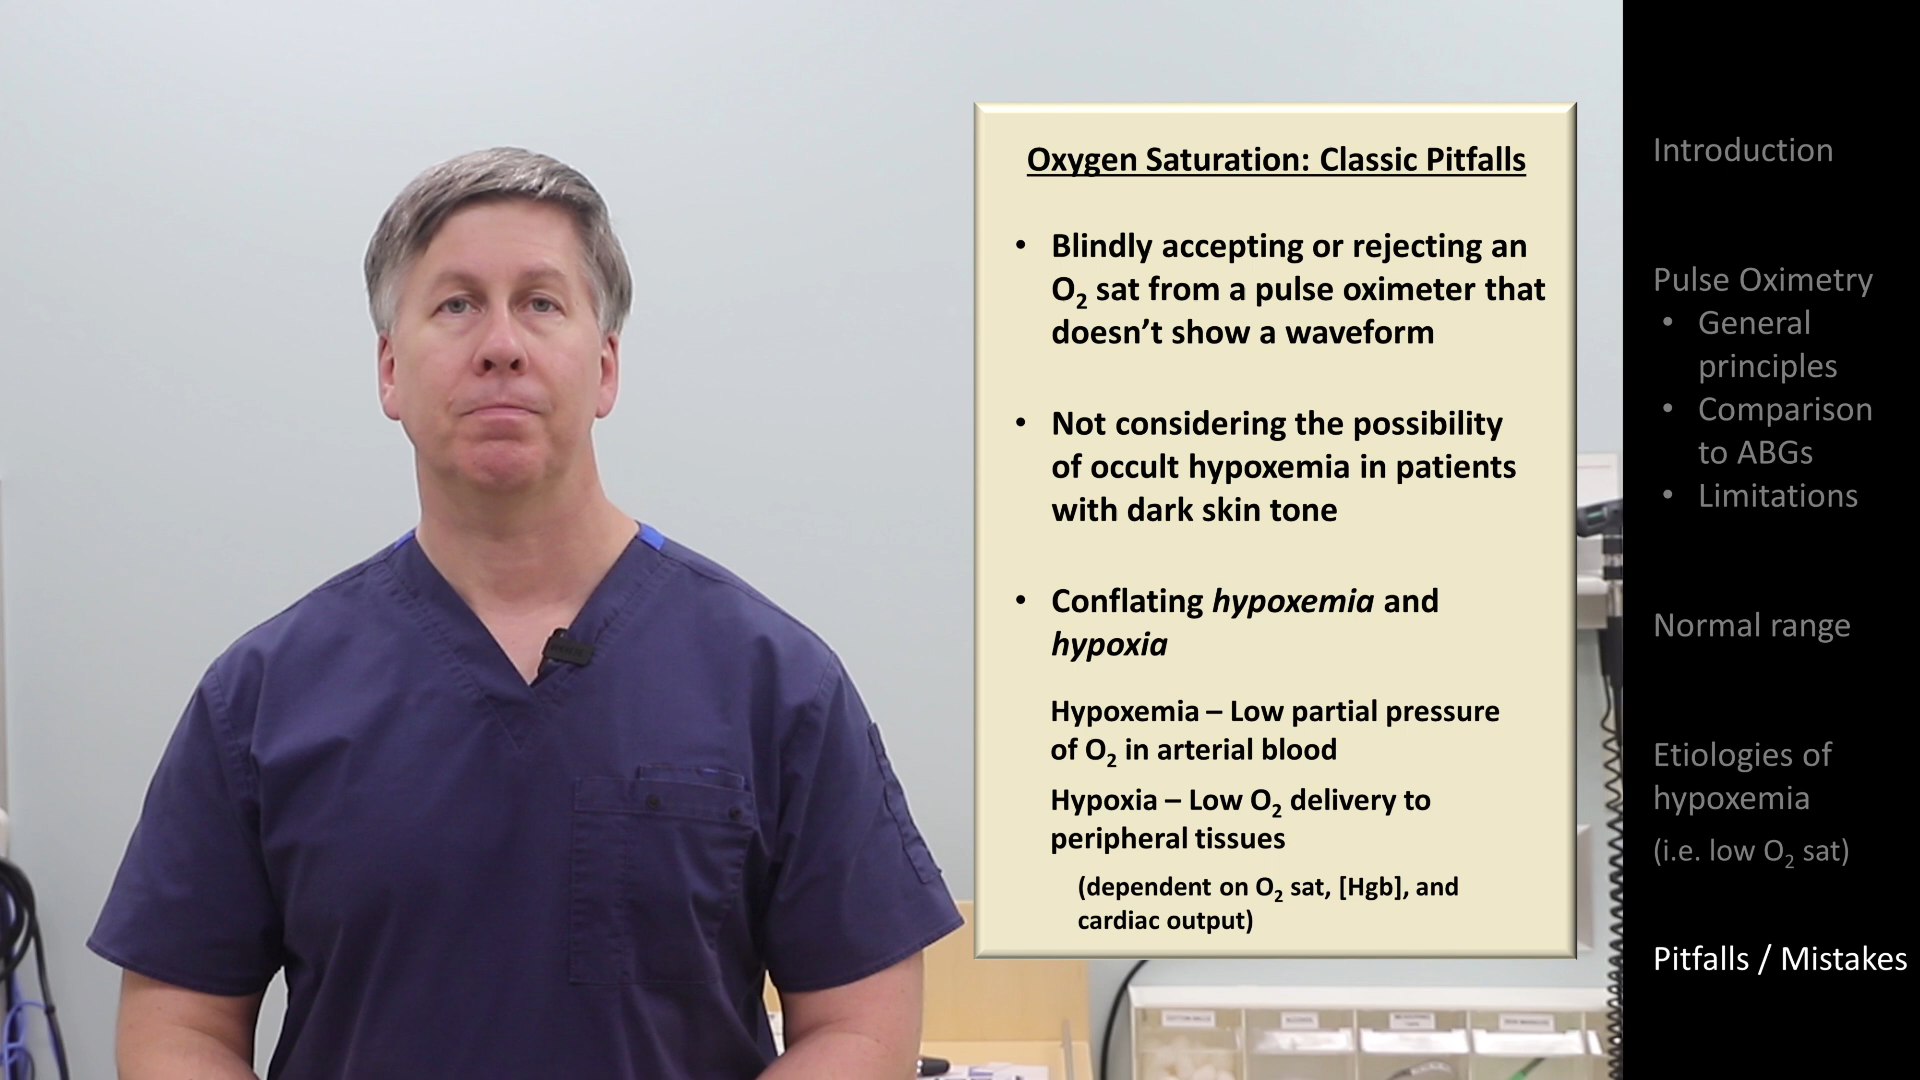 Oxygen Saturation: Classic Pitfalls
• Blindly accepting or rejecting an
O₂ sat from a pulse oximeter that
doesn’t show a waveform
• Not considering the possibility
of occult hypoxemia in patients
with dark skin tone
• Conflating hypoxemia and
hypoxia
Hypoxemia – Low partial pressure
of O₂ in arterial blood
Hypoxia – Low O₂ delivery to
peripheral tissues
(dependent on O₂ sat, [Hgb], and
cardiac output)
Introduction
Pulse Oximetry
• General
principles
• Comparison
to ABGs
• Limitations
Normal range
Etiologies of
hypoxemia
(i.e. low O₂ sat)
Pitfalls / Mistakes